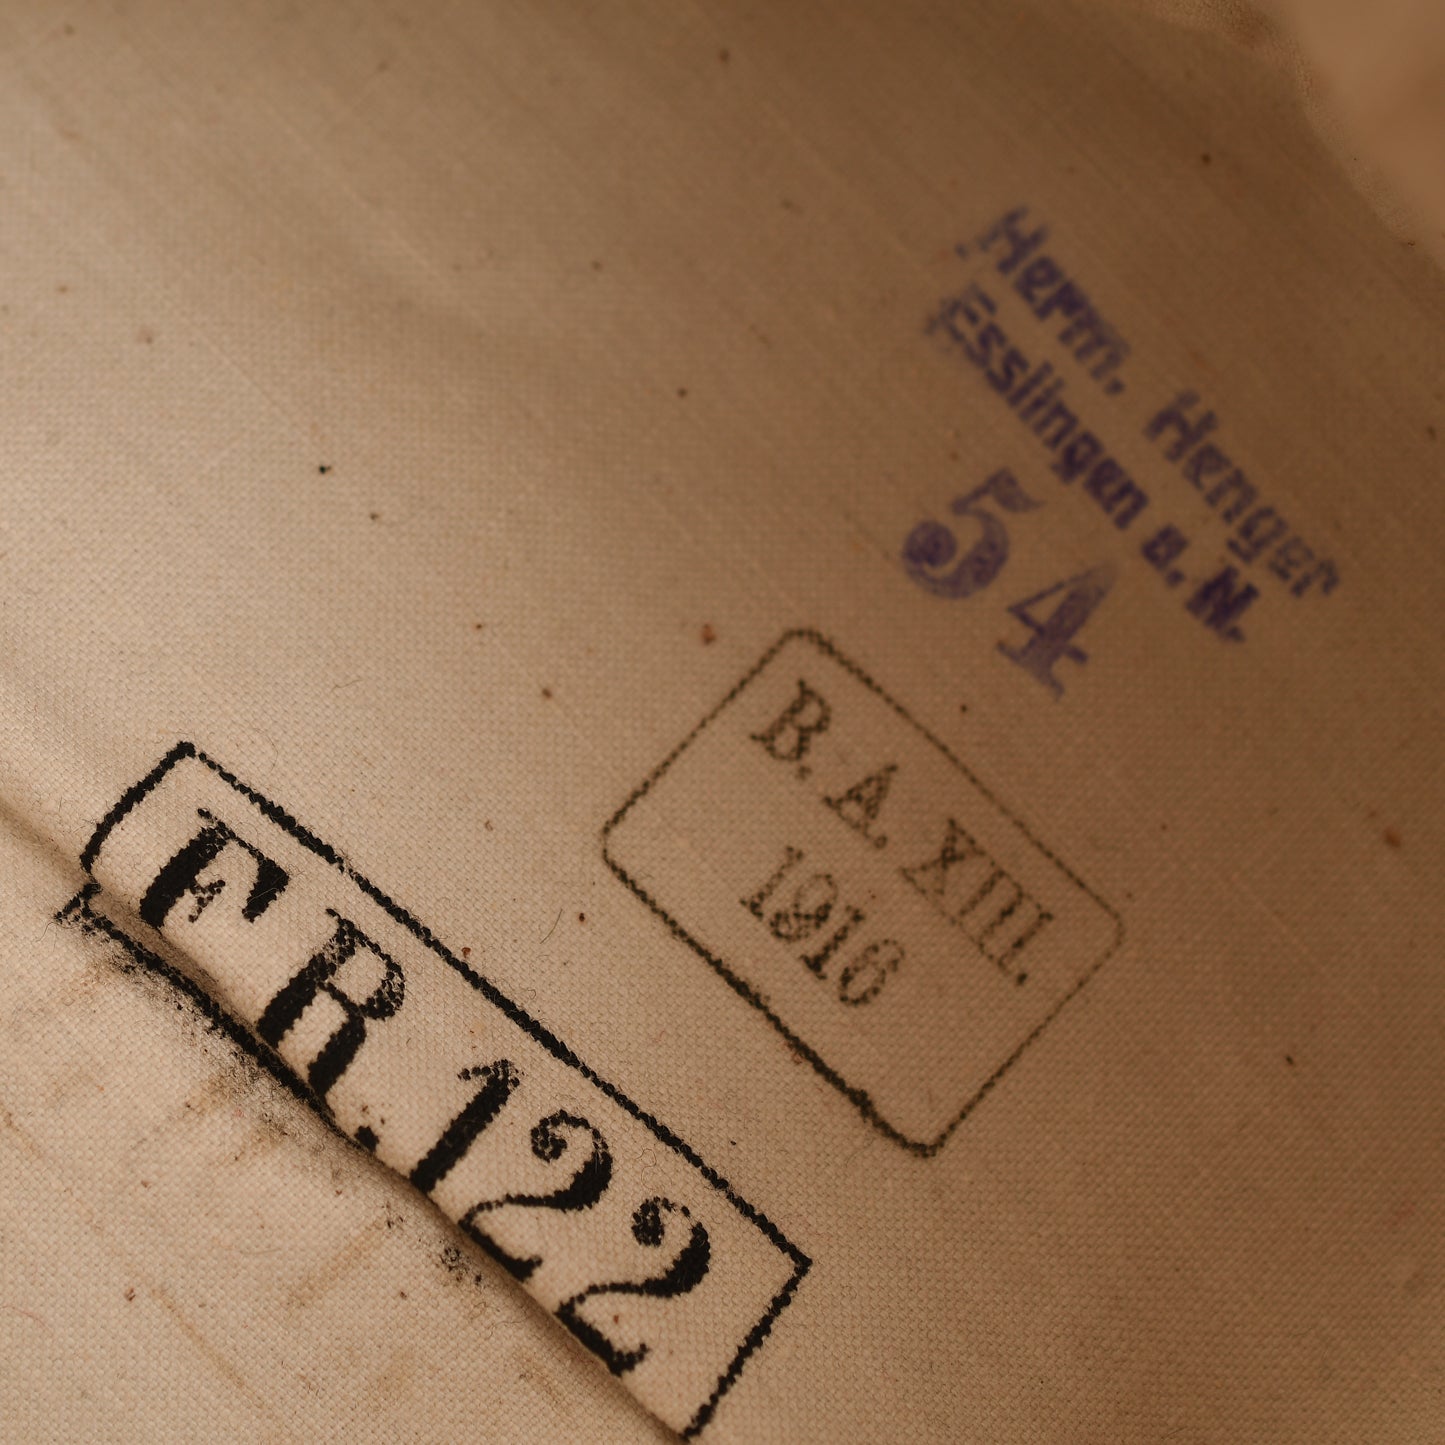 Herm. Henger
Esslingen a. N.
54
B. A. XIII.
1916
F R. 122